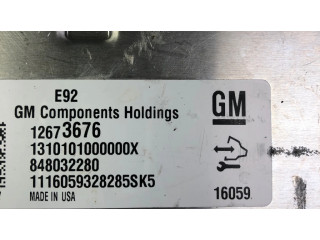 E92
GM Components Holdings
12673676
1310101000000X
848032280
1116059328285SK5
MADE IN USA
GM
16059